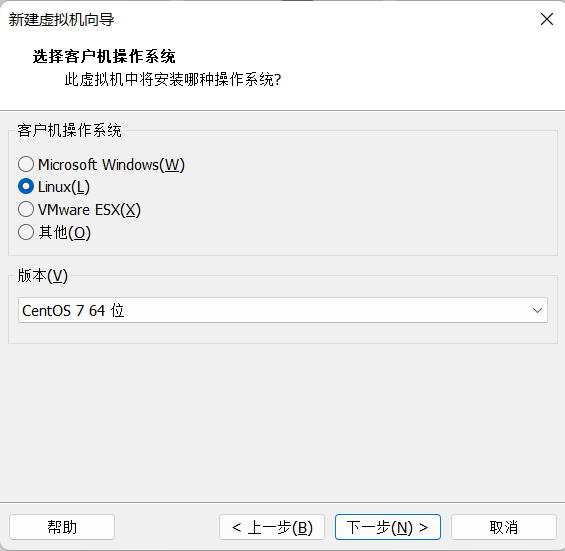 新建虚拟机向导
选择客户机操作系统
此虚拟机中将安装哪种操作系统?
客户机操作系统
Microsoft Windows(W)
Linux(L)
VMware ESX(X)
其他(O)
版本(V)
CentOS 7 64 位
帮助
< 上一步(B)
下一步(N) >
取消